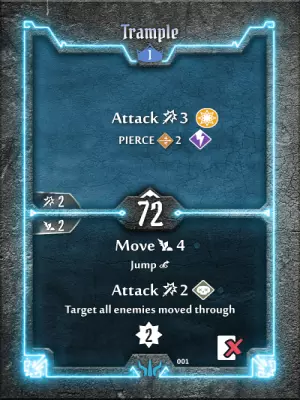 Trample
1
Attack 3
PIERCE 2
2
72
2
Move 4
Jump
Attack 2
Target all enemies moved through
2
001